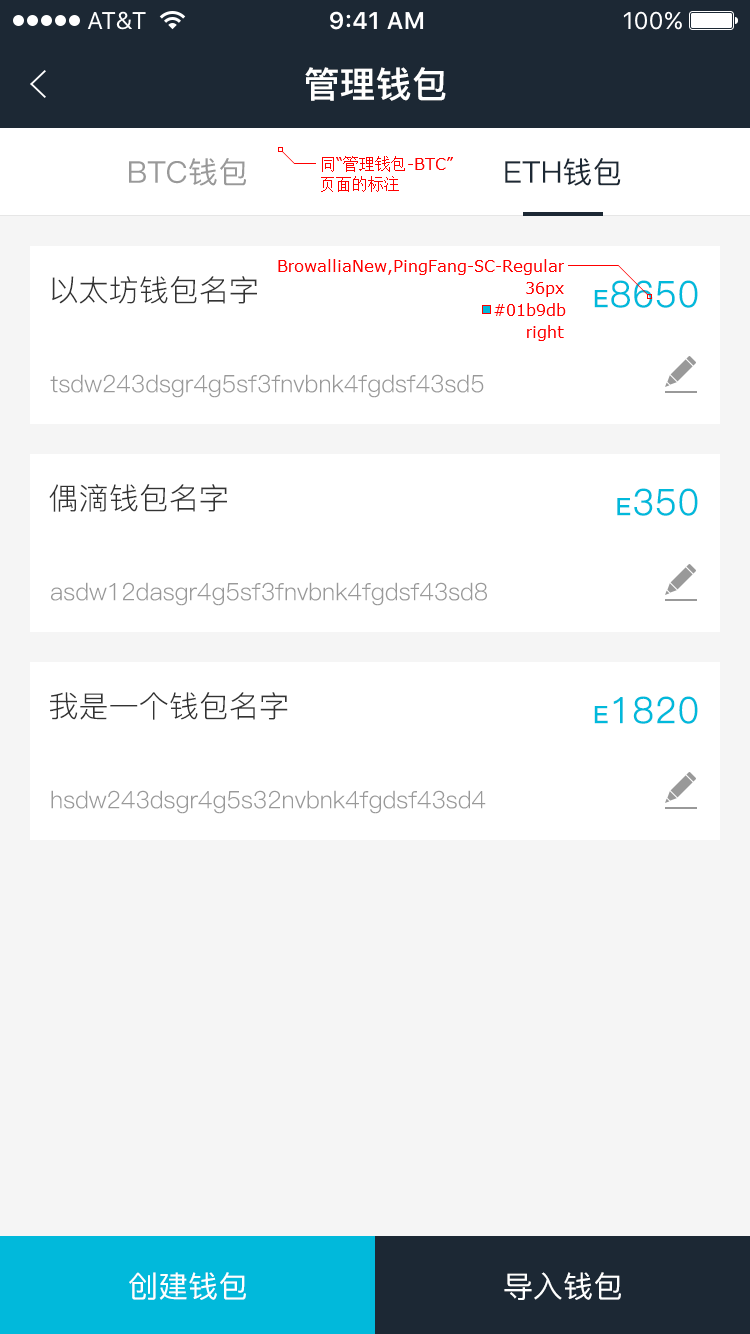 AT&T 9:41 AM 100%
管理钱包
BTC钱包
同“管理钱包-BTC”
页面的标注
ETH钱包
BrowalliaNew,PingFang-SC-Regular
36px
#01b9db
right
以太坊钱包名字
E8650
tsdw243dsgr4g5sf3fnvbnk4fgdsf43sd5
偶滴钱包名字
E350
asdw12dasgr4g5sf3fnvbnk4fgdsf43sd8
我是一个钱包名字
E1820
hsdw243dsgr4g5s32nvbnk4fgdsf43sd4
创建钱包
导入钱包